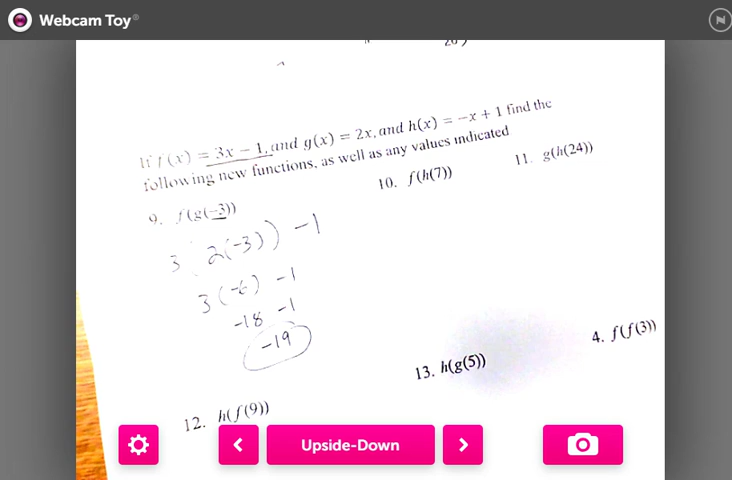 Webcam Toy
If f(x) = 3x − 1, and g(x) = 2x, and h(x) = −x + 1 find the
following new functions, as well as any values indicated
9. f(g(−3))
10. f(h(7))
11. g(h(24))
3 2(-3)) -1
3(-6) -1
-18 -1
-19
12. h(f(9))
13. h(g(5))
4. f(f(3))
Upside-Down